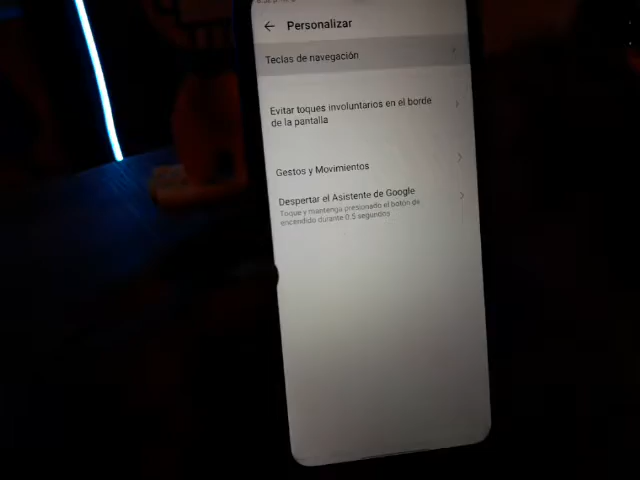 Personalizar
Teclas de navegación
Evitar toques involuntarios en el borde
de la pantalla
Gestos y Movimientos
Despertar el Asistente de Google
Toque y mantenga presionado el botón de
encendido durante 0.5 segundos